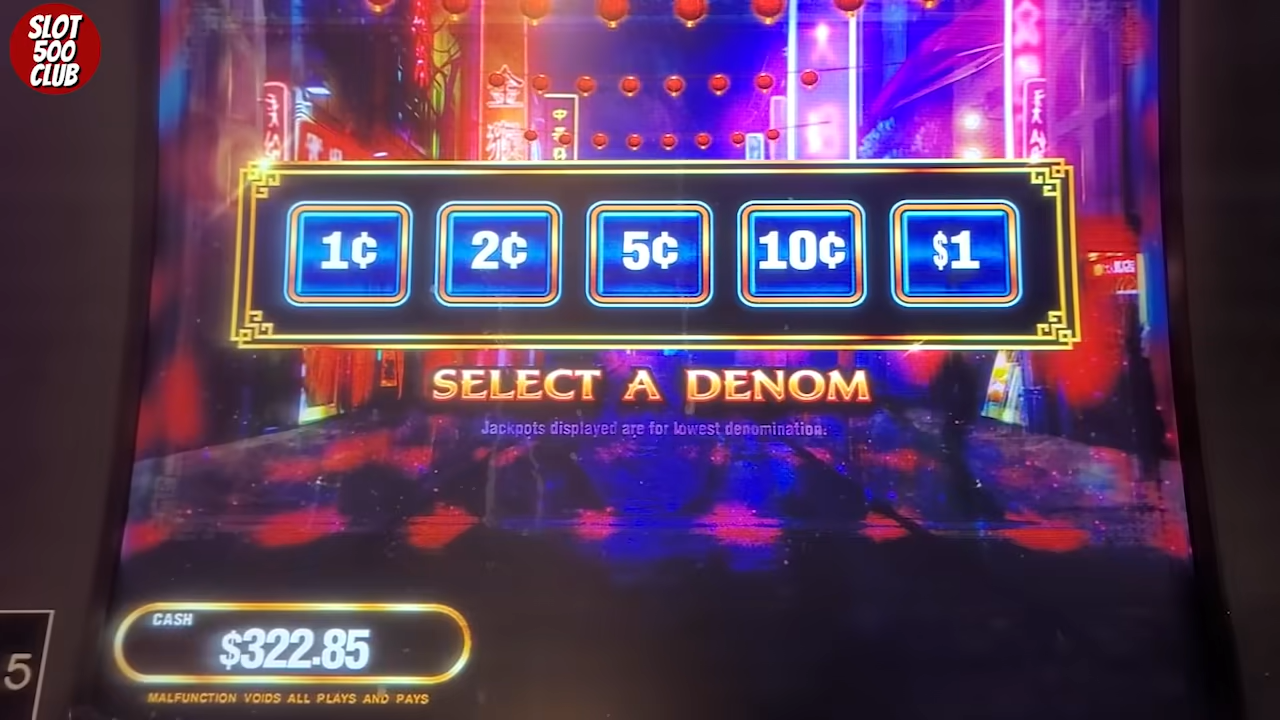 SLOT
500
CLUB
1¢ 2¢ 5¢ 10¢ $1
SELECT A DENOM
Jackpots displayed are for lowest denomination.
CASH
$322.85
MALFUNCTION VOIDS ALL PLAYS AND PAYS
5